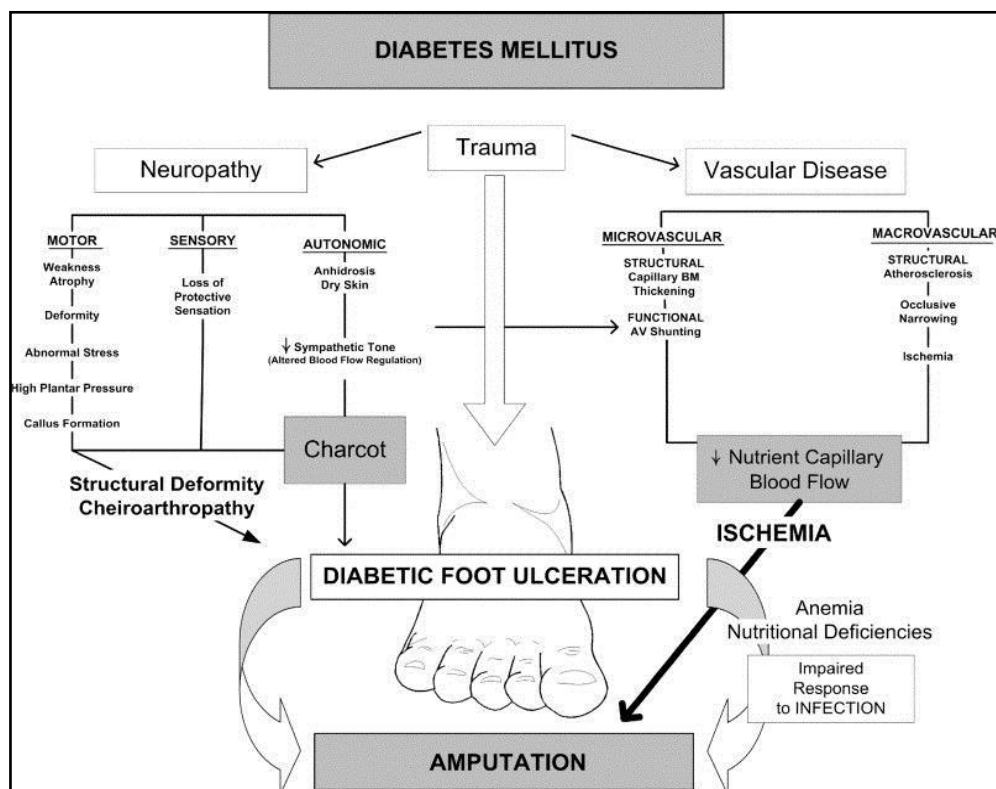 DIABETES MELLITUS
Trauma
Neuropathy
Vascular Disease
MOTOR
Weakness
Atrophy
Deformity
Abnormal Stress
High Plantar Pressure
Callus Formation
SENSORY
Loss of
Protective
Sensation
AUTONOMIC
Anhidrosis
Dry Skin
↓ Sympathetic Tone
(Altered Blood Flow Regulation)
MICROVASCULAR
STRUCTURAL
Capillary BM
Thickening
FUNCTIONAL
AV Shunting
MACROVASCULAR
STRUCTURAL
Atherosclerosis
Occlusive
Narrowing
Ischemia
Charcot
↓ Nutrient Capillary
Blood Flow
Structural Deformity
Cheiroarthropathy
ISCHEMIA
DIABETIC FOOT ULCERATION
Anemia
Nutritional Deficiencies
Impaired
Response
to INFECTION
AMPUTATION